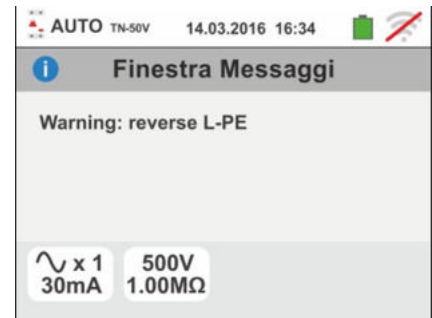 AUTO TN-50V 14.03.2016 16:34
Finestra Messaggi
Warning: reverse L-PE
x 1 500V
30mA 1.00MΩ